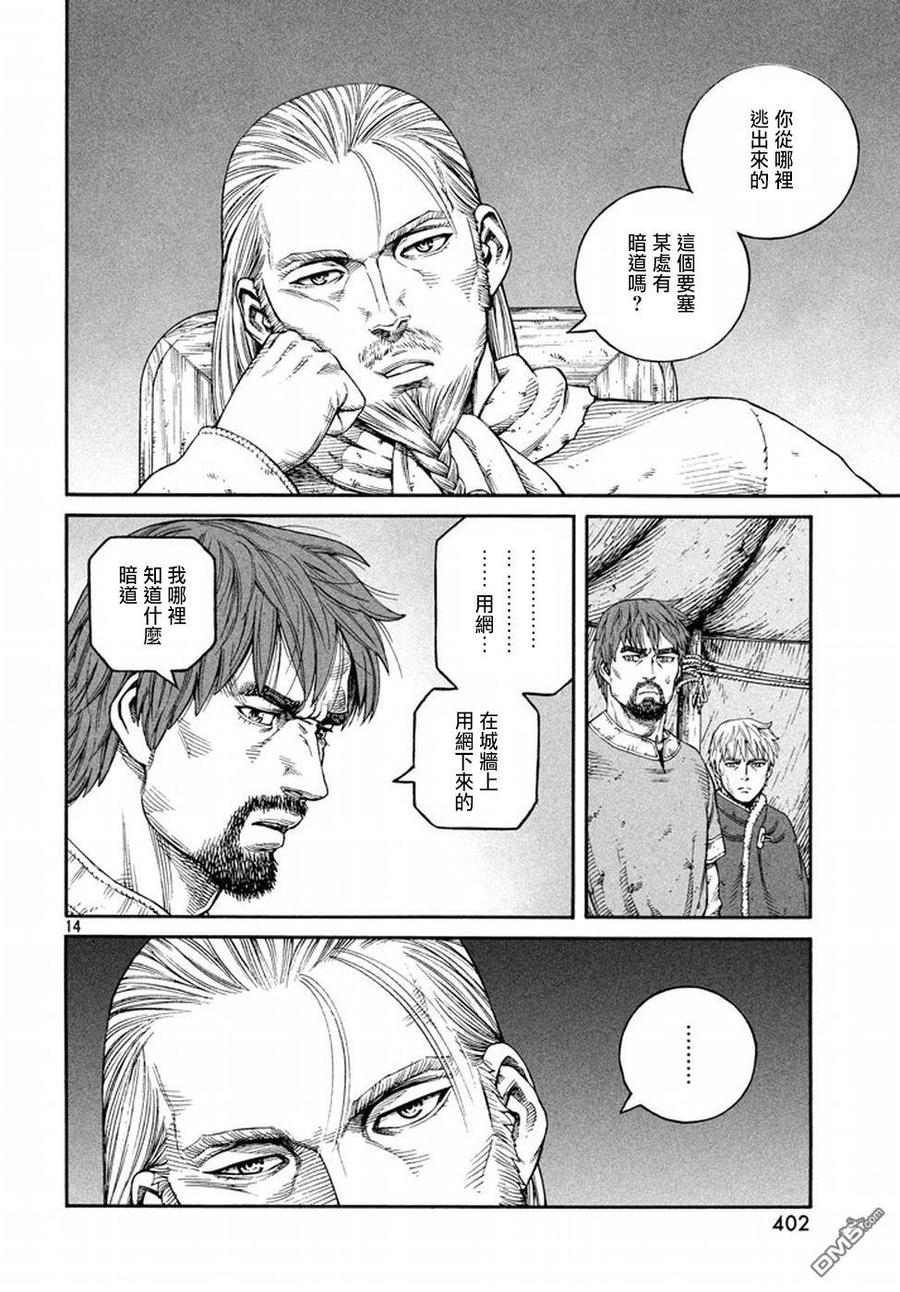 你從哪裡
逃出來的
這個要塞
某處有
暗道嗎?
………
…………
……用網…
在城牆上
用網下來的
我哪裡
知道什麼
暗道
14
………
402
DM5.com